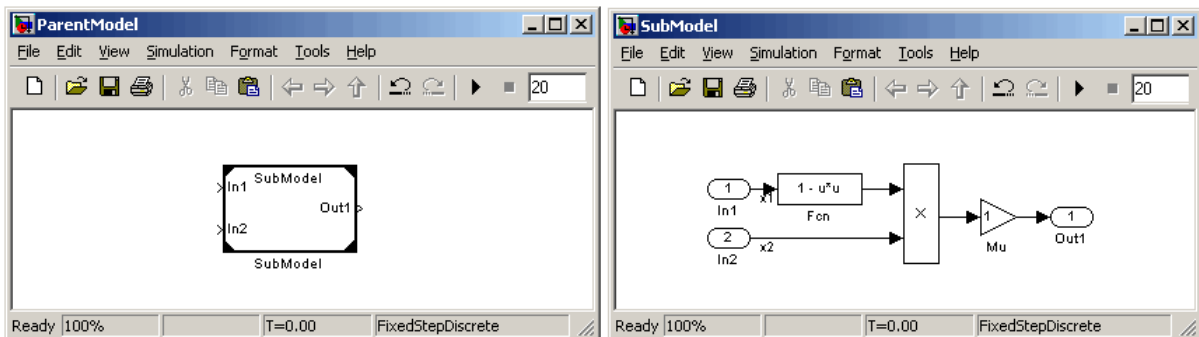 ParentModel
File Edit View Simulation Format Tools Help
20
SubModel
In1
Out1
In2
SubModel
Ready 100% T=0.00 FixedStepDiscrete
SubModel
File Edit View Simulation Format Tools Help
20
1 1 - u*u
x1
In1 Fcn
× 1 1
2
x2
In2
Mu Out1
Ready 100% T=0.00 FixedStepDiscrete